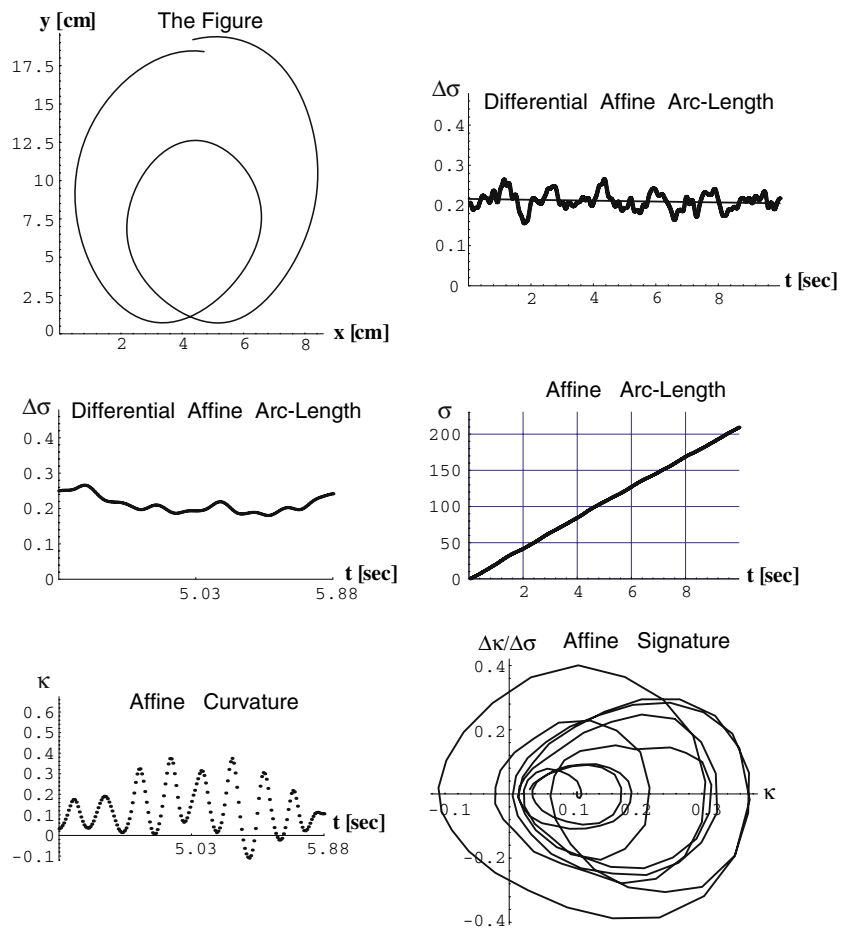 y [cm] The Figure
17.5
15
12.5
10
7.5
5
2.5
0
2 4 6 8 x [cm]
Δσ Differential Affine Arc-Length
0.4
0.3
0.2
0.1
0
2 4 6 8 t [sec]
Δσ Differential Affine Arc-Length
0.4
0.3
0.2
0.1
0
5.03 5.88 t [sec]
σ Affine Arc-Length
200
150
100
50
0
2 4 6 8 t [sec]
κ Affine Curvature
0.6
0.5
0.4
0.3
0.2
0.1
0
-0.1
5.03 5.88 t [sec]
Δκ/Δσ Affine Signature
0.4
0.2
-0.1 0.1 0.2 0.3 κ
-0.2
-0.4